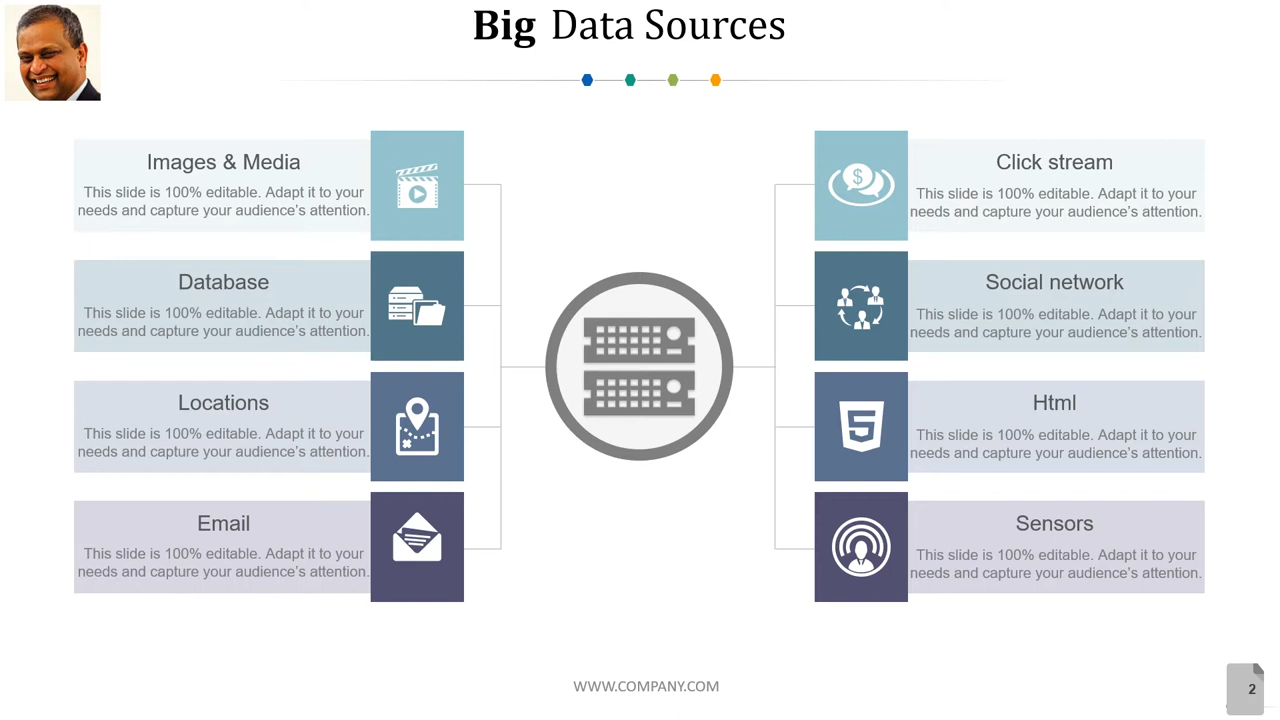 Big Data Sources
Images & Media
This slide is 100% editable. Adapt it to your
needs and capture your audience's attention.
Database
This slide is 100% editable. Adapt it to your
needs and capture your audience's attention.
Locations
This slide is 100% editable. Adapt it to your
needs and capture your audience's attention.
Email
This slide is 100% editable. Adapt it to your
needs and capture your audience's attention.
$
Click stream
This slide is 100% editable. Adapt it to your
needs and capture your audience's attention.
Social network
This slide is 100% editable. Adapt it to your
needs and capture your audience's attention.
5
Html
This slide is 100% editable. Adapt it to your
needs and capture your audience's attention.
Sensors
This slide is 100% editable. Adapt it to your
needs and capture your audience's attention.
WWW.COMPANY.COM
2